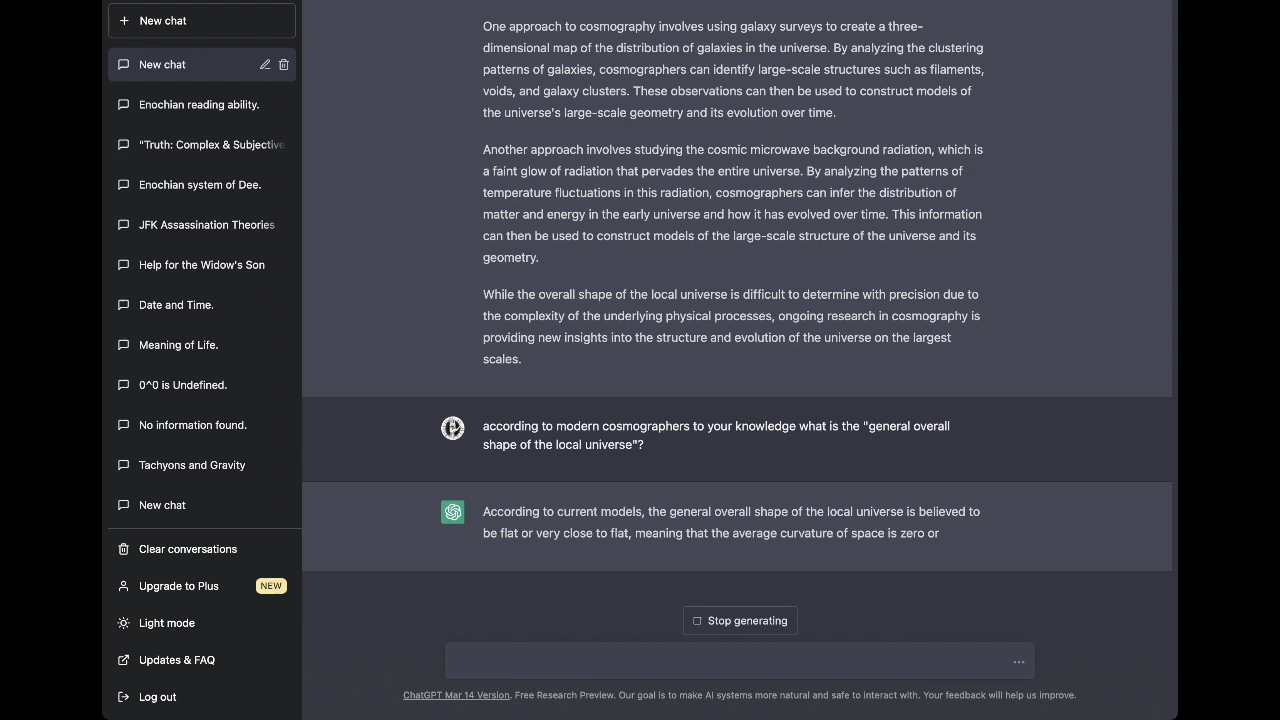 New chat
New chat
Enochian reading ability.
"Truth: Complex & Subjective
Enochian system of Dee.
JFK Assassination Theories
Help for the Widow's Son
Date and Time.
Meaning of Life.
0^0 is Undefined.
No information found.
Tachyons and Gravity
New chat
Clear conversations
Upgrade to Plus NEW
Light mode
Updates & FAQ
Log out
One approach to cosmography involves using galaxy surveys to create a three-
dimensional map of the distribution of galaxies in the universe. By analyzing the clustering
patterns of galaxies, cosmographers can identify large-scale structures such as filaments,
voids, and galaxy clusters. These observations can then be used to construct models of
the universe's large-scale geometry and its evolution over time.
Another approach involves studying the cosmic microwave background radiation, which is
a faint glow of radiation that pervades the entire universe. By analyzing the patterns of
temperature fluctuations in this radiation, cosmographers can infer the distribution of
matter and energy in the early universe and how it has evolved over time. This information
can then be used to construct models of the large-scale structure of the universe and its
geometry.
While the overall shape of the local universe is difficult to determine with precision due to
the complexity of the underlying physical processes, ongoing research in cosmography is
providing new insights into the structure and evolution of the universe on the largest
scales.
according to modern cosmographers to your knowledge what is the "general overall
shape of the local universe"?
According to current models, the general overall shape of the local universe is believed to
be flat or very close to flat, meaning that the average curvature of space is zero or
Stop generating
ChatGPT Mar 14 Version. Free Research Preview. Our goal is to make AI systems more natural and safe to interact with. Your feedback will help us improve.